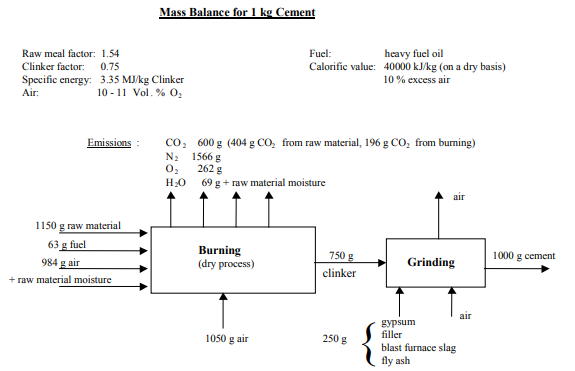 Mass Balance for 1 kg Cement
Raw meal factor: 1.54
Clinker factor: 0.75
Specific energy: 3.35 MJ/kg Clinker
Air: 10 - 11 Vol. % O₂
Fuel: heavy fuel oil
Calorific value: 40000 kJ/kg (on a dry basis)
10 % excess air
Emissions :
CO₂ 600 g (404 g CO₂ from raw material, 196 g CO₂ from burning)
N₂ 1566 g
O₂ 262 g
H₂O 69 g + raw material moisture
air
1150 g raw material
63 g fuel
984 g air
+ raw material moisture
Burning
(dry process)
750 g
clinker
Grinding
1000 g cement
1050 g air
250 g
gypsum
filler
blast furnace slag
fly ash
air